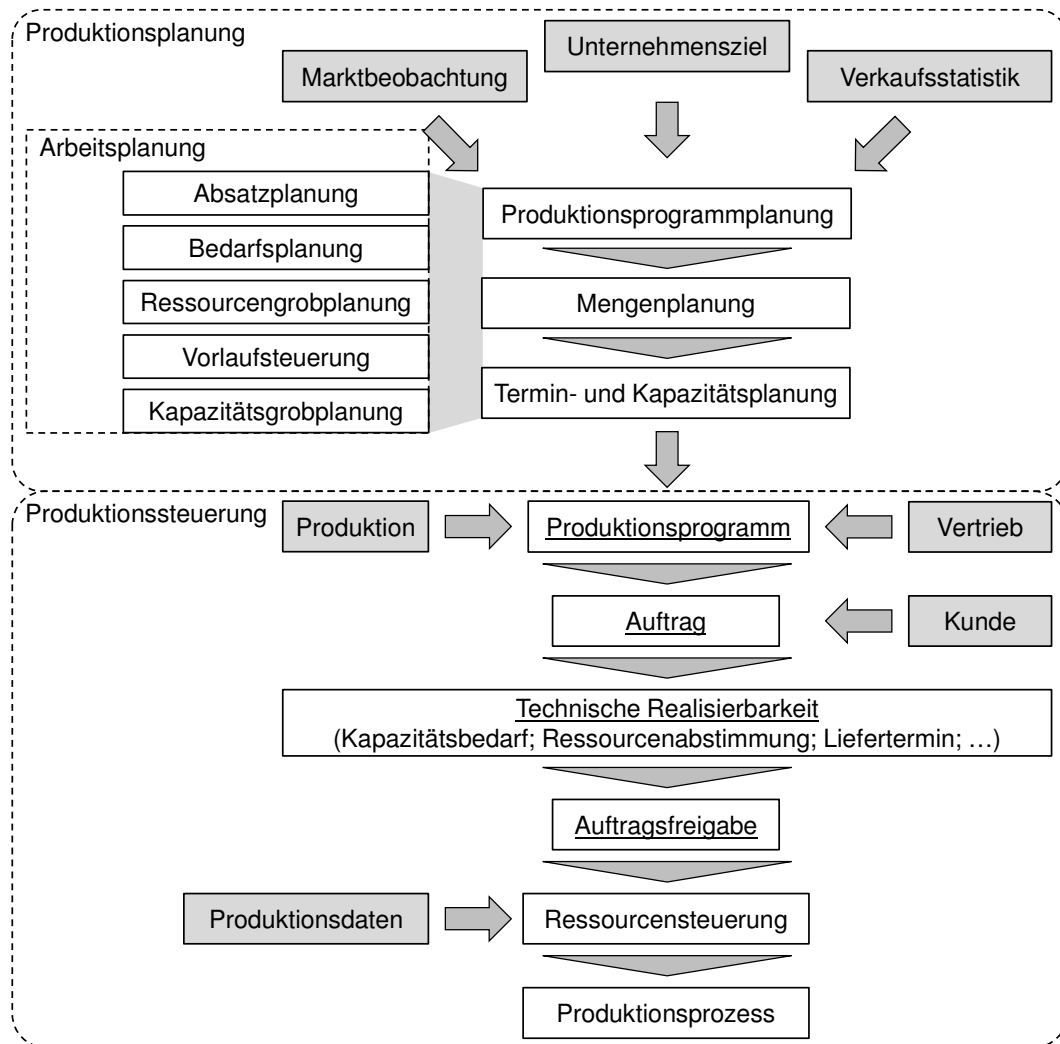 Produktionsplanung
Unternehmensziel
Marktbeobachtung
Verkaufsstatistik
Arbeitsplanung
Absatzplanung
Bedarfsplanung
Ressourcengrobplanung
Vorlaufsteuerung
Kapazitätsgrobplanung
Produktionsprogrammplanung
Mengenplanung
Termin- und Kapazitätsplanung
Produktionssteuerung
Produktion
Produktionsprogramm
Vertrieb
Auftrag
Kunde
Technische Realisierbarkeit
(Kapazitätsbedarf; Ressourcenabstimmung; Liefertermin; …)
Auftragsfreigabe
Produktionsdaten
Ressourcensteuerung
Produktionsprozess